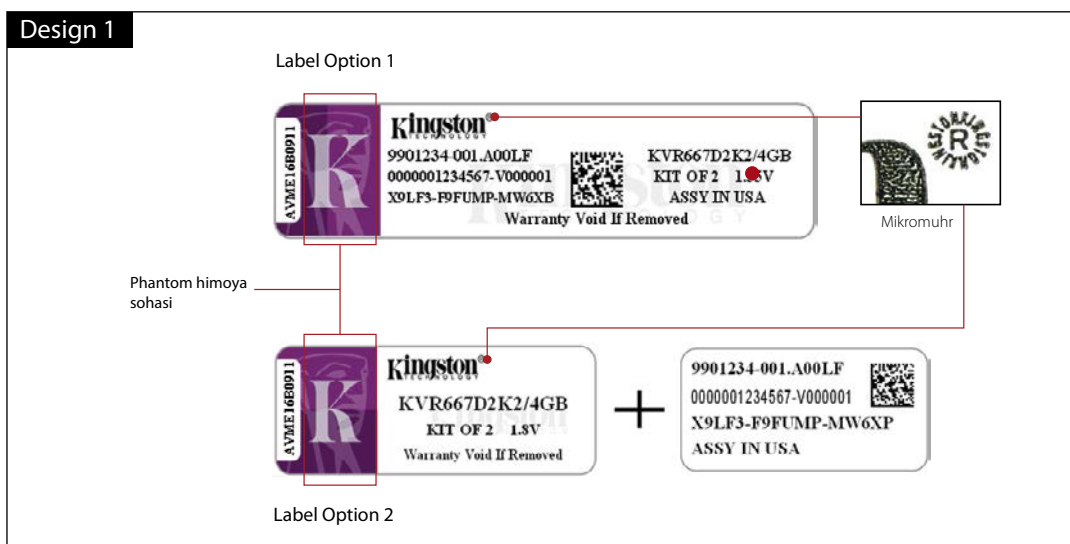 Design 1
Label Option 1
AVME16B0911
K
Kingston
TECHNOLOGY
9901234-001.A00LF
0000001234567-V000001
X9LF3-F9FUMP-MW6XB
KVR667D2K2/4GB
KIT OF 2
ASSY IN USA
Warranty Void If Removed
KINGSTON
R
Mikromuhr
Phantom himoya
sohasi
AVME16B0911
K
Kingston
TECHNOLOGY
KVR667D2K2/4GB
KIT OF 2 1.8V
Warranty Void If Removed
+
9901234-001.A00LF
0000001234567-V000001
X9LF3-F9FUMP-MW6XP
ASSY IN USA
Label Option 2